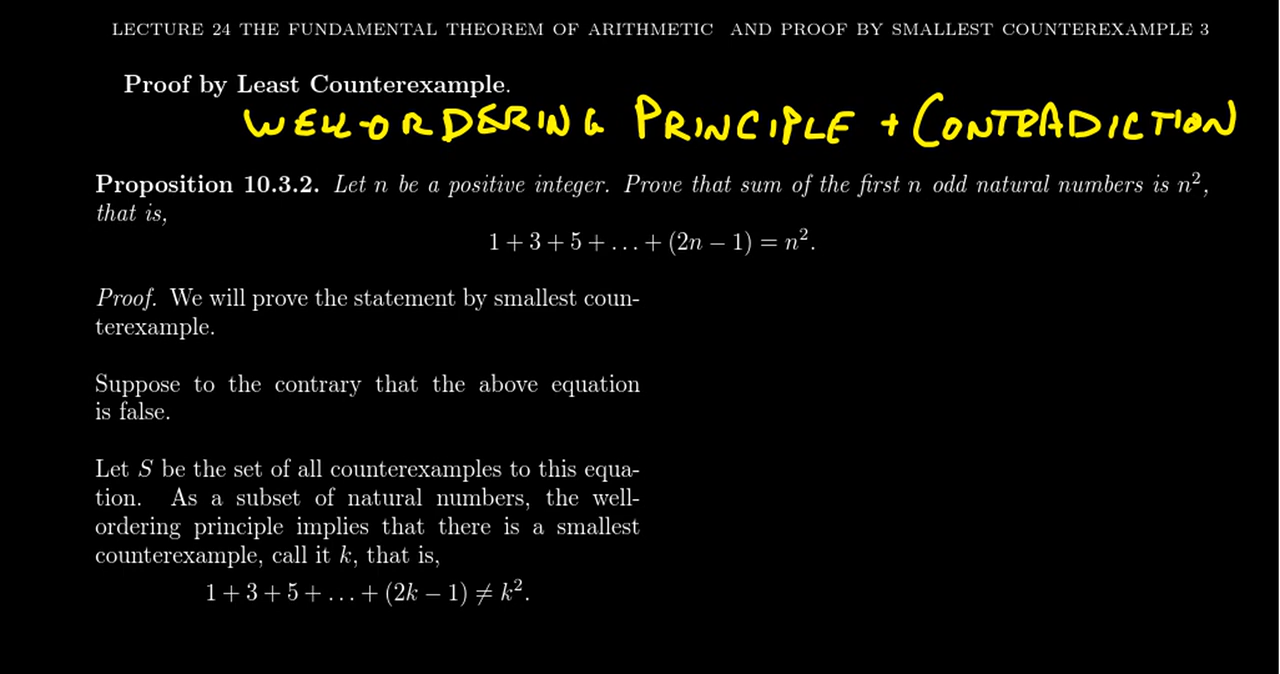 LECTURE 24 THE FUNDAMENTAL THEOREM OF ARITHMETIC AND PROOF BY SMALLEST COUNTEREXAMPLE 3
Proof by Least Counterexample.
WELL-ORDERING PRINCIPLE + CONTRADICTION
Proposition 10.3.2. Let n be a positive integer. Prove that sum of the first n odd natural numbers is n²,
that is,
1 + 3 + 5 + … + (2n − 1) = n².
Proof. We will prove the statement by smallest coun-
terexample.
Suppose to the contrary that the above equation
is false.
Let S be the set of all counterexamples to this equa-
tion. As a subset of natural numbers, the well-
ordering principle implies that there is a smallest
counterexample, call it k, that is,
1 + 3 + 5 + … + (2k − 1) ≠ k².